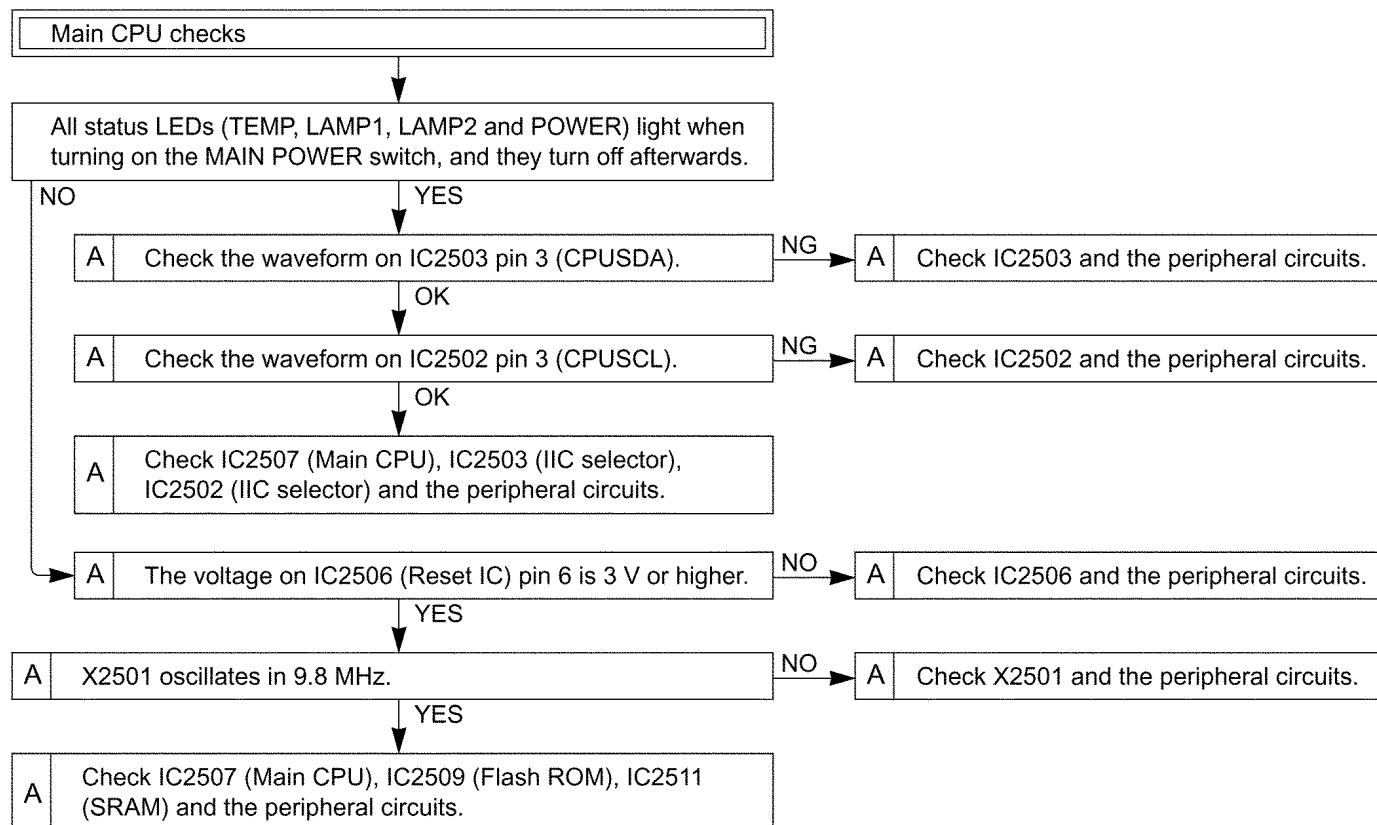 Main CPU checks
All status LEDs (TEMP, LAMP1, LAMP2 and POWER) light when
turning on the MAIN POWER switch, and they turn off afterwards.
NO
YES
A
Check the waveform on IC2503 pin 3 (CPUSDA).
NG
A
Check IC2503 and the peripheral circuits.
OK
A
Check the waveform on IC2502 pin 3 (CPUSCL).
NG
A
Check IC2502 and the peripheral circuits.
OK
A
Check IC2507 (Main CPU), IC2503 (IIC selector),
IC2502 (IIC selector) and the peripheral circuits.
A
The voltage on IC2506 (Reset IC) pin 6 is 3 V or higher.
NO
A
Check IC2506 and the peripheral circuits.
YES
A
X2501 oscillates in 9.8 MHz.
NO
A
Check X2501 and the peripheral circuits.
YES
A
Check IC2507 (Main CPU), IC2509 (Flash ROM), IC2511
(SRAM) and the peripheral circuits.